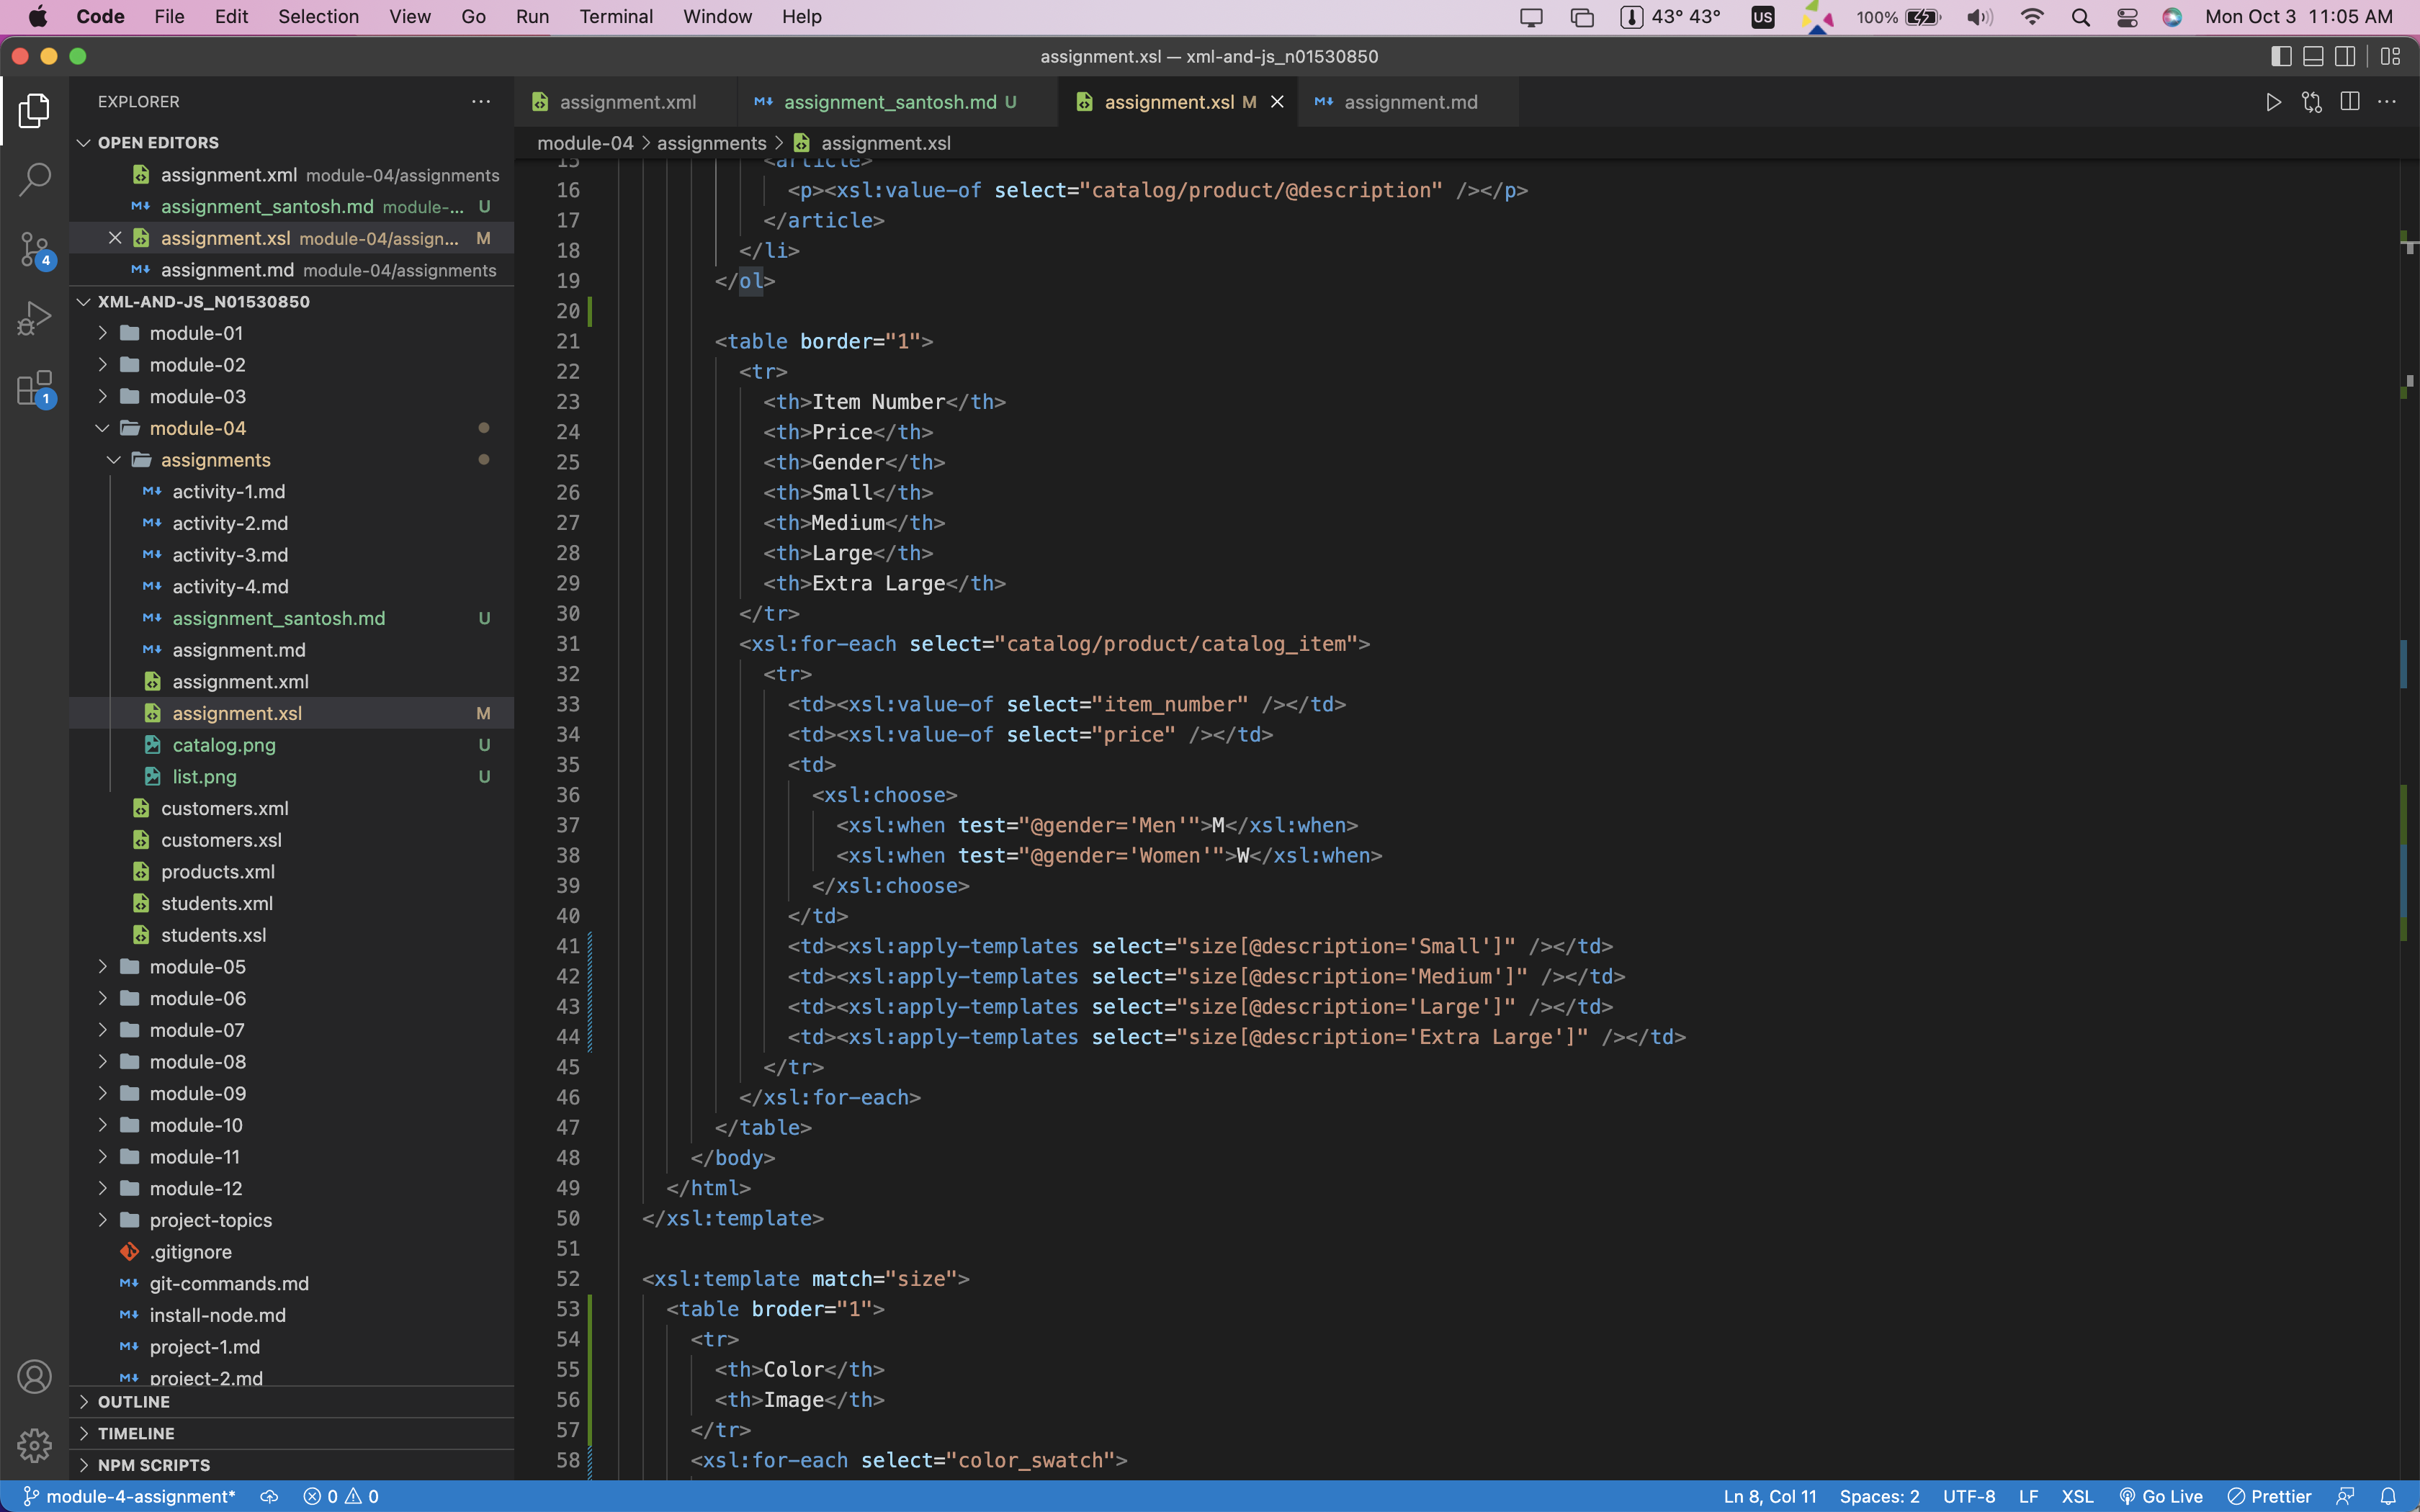 Code File Edit Selection View Go Run Terminal Window Help 43° 43° US 100% Mon Oct 3 11:05 AM
assignment.xsl — xml-and-js_n01530850
EXPLORER
OPEN EDITORS
assignment.xml module-04/assignments
assignment_santosh.md module-... U
assignment.xsl module-04/assign... M
assignment.md module-04/assignments
XML-AND-JS_N01530850
module-01
module-02
module-03
module-04
assignments
activity-1.md
activity-2.md
activity-3.md
activity-4.md
assignment_santosh.md U
assignment.md
assignment.xml
assignment.xsl M
catalog.png U
list.png U
customers.xml
customers.xsl
products.xml
students.xml
students.xsl
module-05
module-06
module-07
module-08
module-09
module-10
module-11
module-12
project-topics
.gitignore
git-commands.md
install-node.md
project-1.md
project-2.md
OUTLINE
TIMELINE
NPM SCRIPTS
4
1
assignment.xml assignment_santosh.md U assignment.xsl M assignment.md
module-04 > assignments > assignment.xsl
15 <article>
16 <p><xsl:value-of select="catalog/product/@description" /></p>
17 </article>
18 </li>
19 </ol>
20
21 <table border="1">
22 <tr>
23 <th>Item Number</th>
24 <th>Price</th>
25 <th>Gender</th>
26 <th>Small</th>
27 <th>Medium</th>
28 <th>Large</th>
29 <th>Extra Large</th>
30 </tr>
31 <xsl:for-each select="catalog/product/catalog_item">
32 <tr>
33 <td><xsl:value-of select="item_number" /></td>
34 <td><xsl:value-of select="price" /></td>
35 <td>
36 <xsl:choose>
37 <xsl:when test="@gender='Men'">M</xsl:when>
38 <xsl:when test="@gender='Women'">W</xsl:when>
39 </xsl:choose>
40 </td>
41 <td><xsl:apply-templates select="size[@description='Small']" /></td>
42 <td><xsl:apply-templates select="size[@description='Medium']" /></td>
43 <td><xsl:apply-templates select="size[@description='Large']" /></td>
44 <td><xsl:apply-templates select="size[@description='Extra Large']" /></td>
45 </tr>
46 </xsl:for-each>
47 </table>
48 </body>
49 </html>
50 </xsl:template>
51
52 <xsl:template match="size">
53 <table broder="1">
54 <tr>
55 <th>Color</th>
56 <th>Image</th>
57 </tr>
58 <xsl:for-each select="color_swatch">
module-4-assignment* 0 0 Ln 8, Col 11 Spaces: 2 UTF-8 LF XSL Go Live Prettier